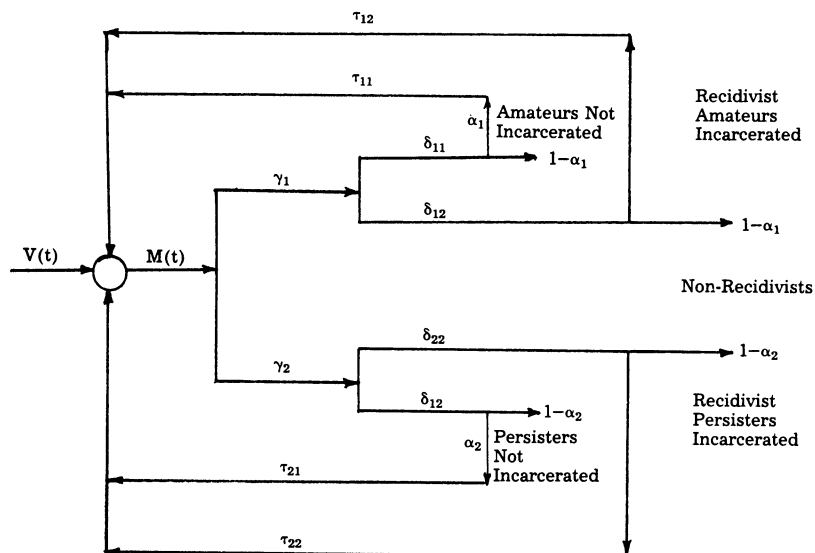 τ12
τ11
Recidivist
Amateurs
Incarcerated
Amateurs Not
Incarcerated
α1
δ11
1−α1
γ1
δ12
1−α1
V(t)
M(t)
Non-Recidivists
δ22
1−α2
γ2
Recidivist
Persisters
Incarcerated
δ12
1−α2
α2
Persisters
Not
Incarcerated
τ21
τ22